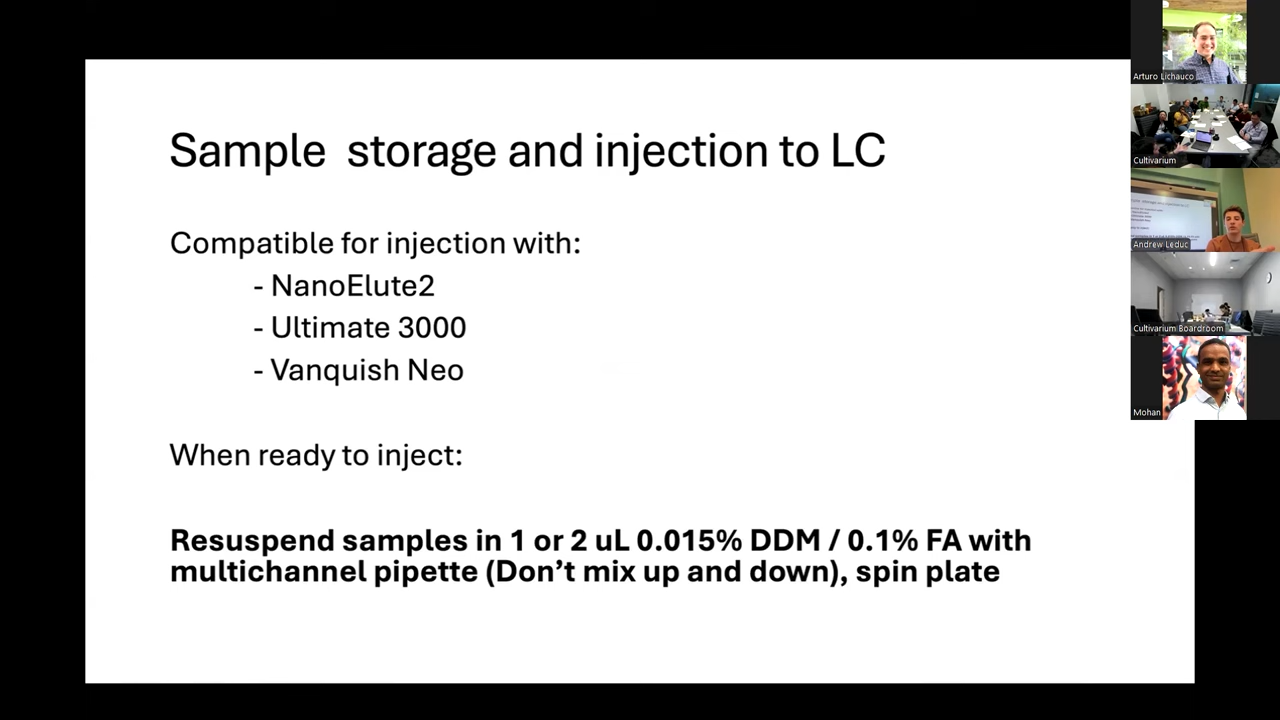 Sample storage and injection to LC
Compatible for injection with:
- NanoElute2
- Ultimate 3000
- Vanquish Neo
When ready to inject:
Resuspend samples in 1 or 2 uL 0.015% DDM / 0.1% FA with
multichannel pipette (Don’t mix up and down), spin plate
Arturo Lichauco
Cultivarium
Andrew Leduc
Cultivarium Boardroom
Mohan